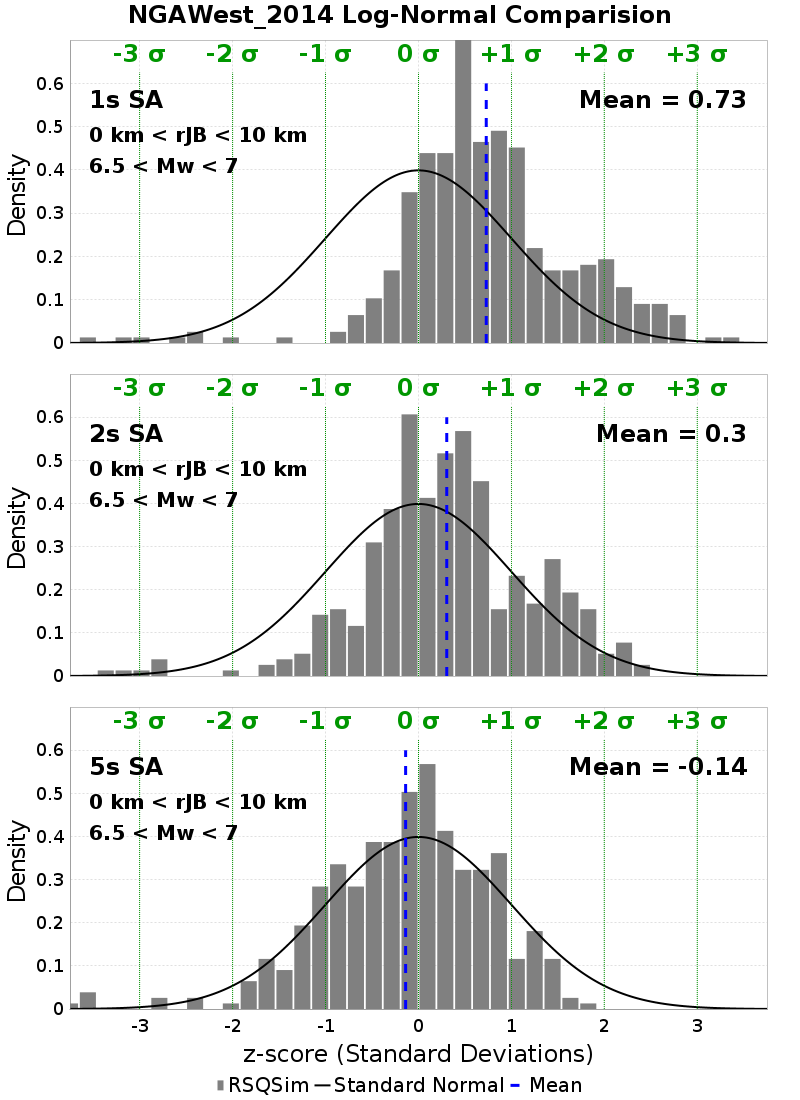 NGAWest_2014 Log-Normal Comparision
-3 σ -2 σ -1 σ 0 σ +1 σ +2 σ +3 σ
1s SA
Mean = 0.73
0 km < rJB < 10 km
6.5 < Mw < 7
0.6
0.5
0.4
0.3
0.2
0.1
0
Density
-3 σ -2 σ -1 σ 0 σ +1 σ +2 σ +3 σ
2s SA
Mean = 0.3
0 km < rJB < 10 km
6.5 < Mw < 7
0.6
0.5
0.4
0.3
0.2
0.1
0
Density
-3 σ -2 σ -1 σ 0 σ +1 σ +2 σ +3 σ
5s SA
Mean = -0.14
0 km < rJB < 10 km
6.5 < Mw < 7
0.6
0.5
0.4
0.3
0.2
0.1
0
Density
-3 -2 -1 0 1 2 3
z-score (Standard Deviations)
RSQSim Standard Normal Mean